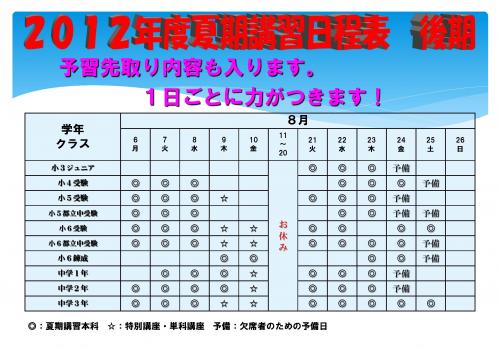 2012年度夏期講習日程表　後期
予習先取り内容も入ります。
１日ごとに力がつきます！
学年 クラス ８月
6 月 7 火 8 水 9 木 10 金 11 〜 20 21 火 22 水 23 木 24 金 25 土 26 日
お休み
小３ジュニア ◎ ◎ ◎ 予備
小４受験 ◎ ◎ ◎ ◎ ◎ ◎ 予備
小５受験 ◎ ◎ ◎ ☆ ◎ ◎ ◎ 予備
小５都立中受験 ◎ ◎ ◎ ◎ ◎ 予備 予備
小６受験 ◎ ◎ ◎ ☆ ☆ ◎ ◎ ◎ ◎ ◎
小６都立中受験 ◎ ◎ ◎ ☆ ☆ ◎ ◎ ◎ ◎ 予備
小６錬成 ◎ ◎ ◎ ◎ 予備
中学１年 ◎ ◎ ◎ ☆ ◎ ◎ ◎ 予備
中学２年 ◎ ◎ ◎ ◎ ☆ ◎ ◎ ◎ 予備
中学３年 ◎ ◎ ◎ ☆ ☆ ◎ ◎ ◎ ◎ ◎
◎：夏期講習本科　☆：特別講座・単科講座　予備：欠席者のための予備日